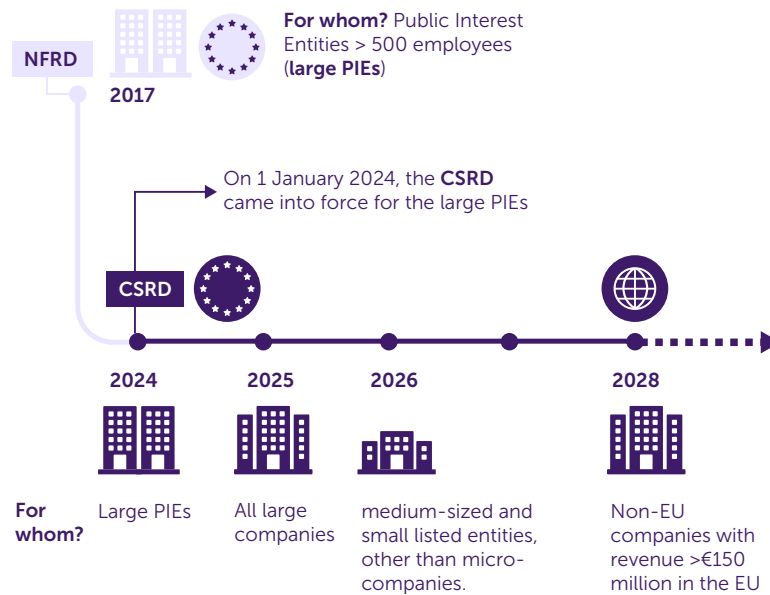 For whom? Public Interest
Entities > 500 employees
(large PIEs)
NFRD
2017
On 1 January 2024, the CSRD
came into force for the large PIEs
CSRD
2024
2025
2026
2028
For
whom?
Large PIEs
All large
companies
medium-sized and
small listed entities,
other than micro-
companies.
Non-EU
companies with
revenue >€150
million in the EU